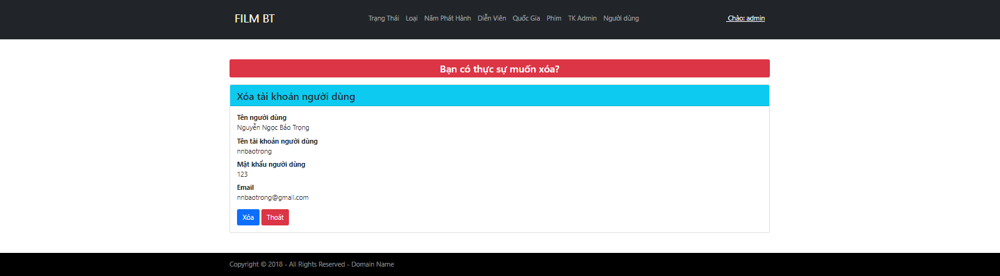 FILM BT
Trạng Thái Loại Năm Phát Hành Diễn Viên Quốc Gia Phim TK Admin Người dùng
Chào: admin
Bạn có thực sự muốn xóa?
Xóa tài khoản người dùng
Tên người dùng
Nguyễn Ngọc Bảo Trọng
Tên tài khoản người dùng
nnbaotrong
Mật khẩu người dùng
123
Email
nnbaotrong@gmail.com
Xóa Thoát
Copyright © 2018 - All Rights Reserved - Domain Name